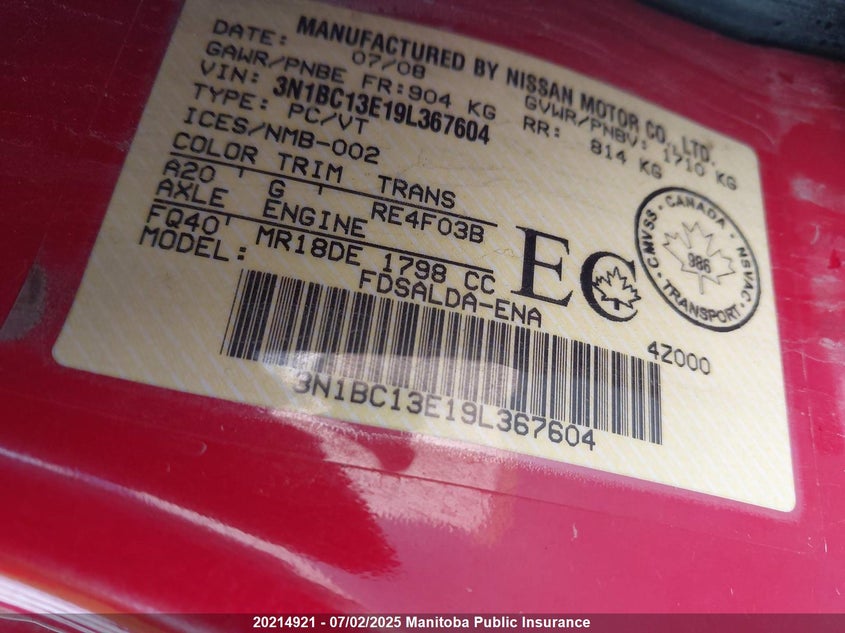 MANUFACTURED BY NISSAN MOTOR CO., LTD.
DATE: 07/08 GVWR/PNBV: 1710 KG
GAWR/PNBE FR: 904 KG RR: 814 KG
VIN: 3N1BC13E19L367604
TYPE: PC/VT
ICES/NMB-002
COLOR TRIM TRANS
A20 G RE4F03B
AXLE ENGINE
FQ40 MR18DE 1798 CC
MODEL: FDSALDA-ENA
EC
CMVSS · CANADA · NSVAC · TRANSPORT ·
986
4Z000
3N1BC13E19L367604
20214921 - 07/02/2025 Manitoba Public Insurance